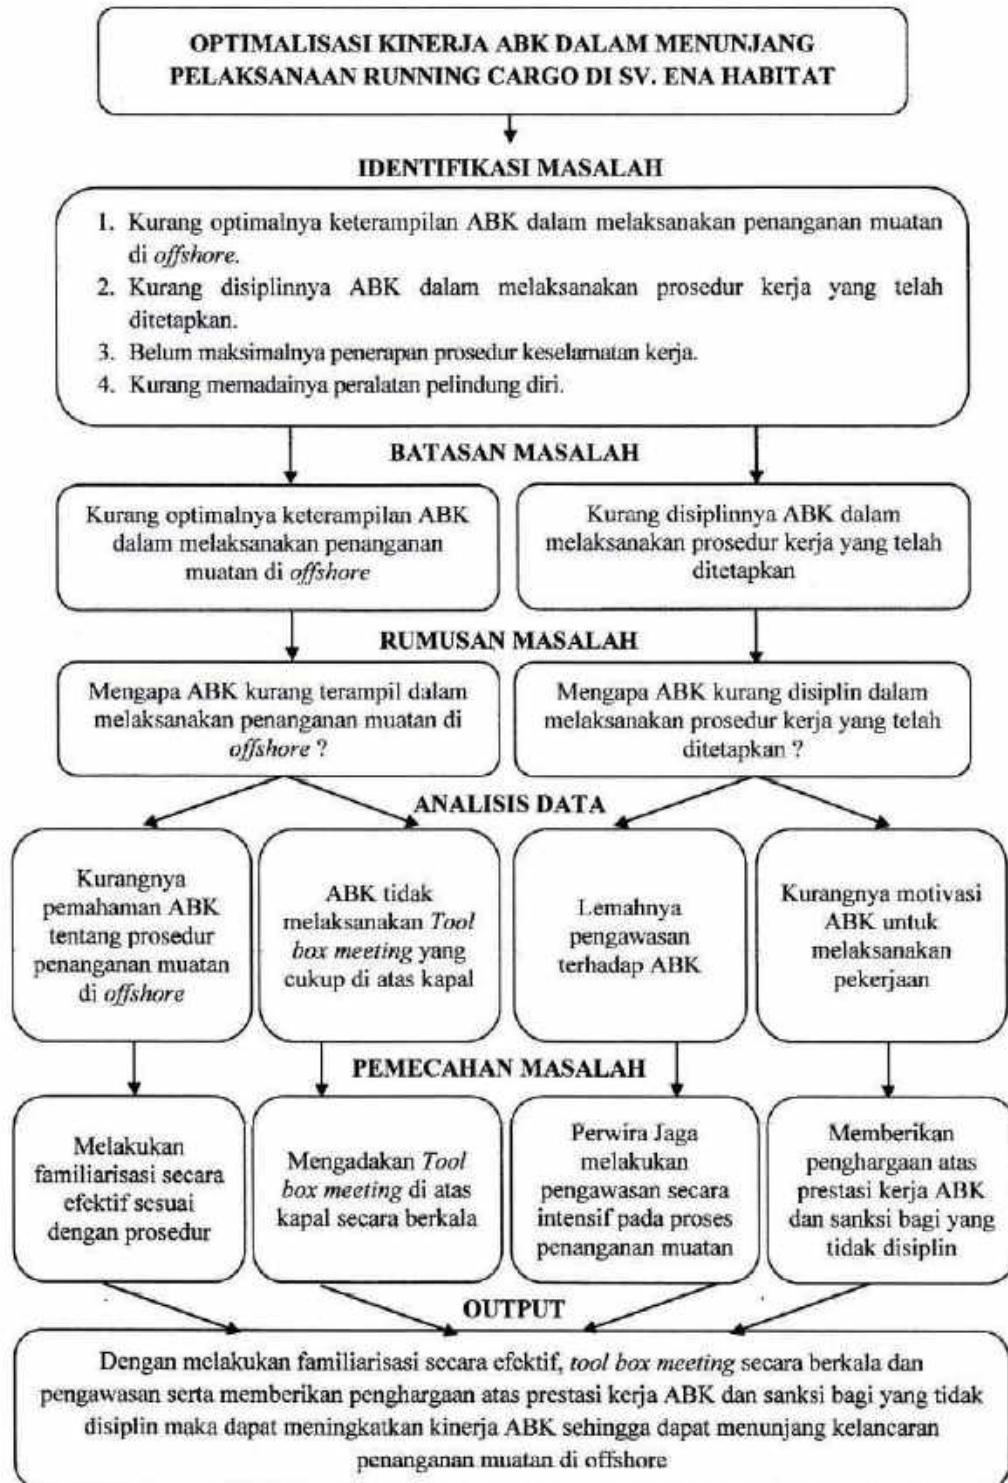 OPTIMALISASI KINERJA ABK DALAM MENUNJANG
PELAKSANAAN RUNNING CARGO DI SV. ENA HABITAT
IDENTIFIKASI MASALAH
1. Kurang optimalnya keterampilan ABK dalam melaksanakan penanganan muatan
di offshore.
2. Kurang disiplinnya ABK dalam melaksanakan prosedur kerja yang telah
ditetapkan.
3. Belum maksimalnya penerapan prosedur keselamatan kerja.
4. Kurang memadainya peralatan pelindung diri.
BATASAN MASALAH
Kurang optimalnya keterampilan ABK
dalam melaksanakan penanganan
muatan di offshore
Kurang disiplinnya ABK dalam
melaksanakan prosedur kerja yang telah
ditetapkan
RUMUSAN MASALAH
Mengapa ABK kurang terampil dalam
melaksanakan penanganan muatan di
offshore ?
Mengapa ABK kurang disiplin dalam
melaksanakan prosedur kerja yang telah
ditetapkan ?
ANALISIS DATA
Kurangnya
pemahaman ABK
tentang prosedur
penanganan muatan
di offshore
ABK tidak
melaksanakan Tool
box meeting yang
cukup di atas kapal
Lemahnya
pengawasan
terhadap ABK
Kurangnya motivasi
ABK untuk
melaksanakan
pekerjaan
PEMECAHAN MASALAH
Melakukan
familiarisasi secara
efektif sesuai
dengan prosedur
Mengadakan Tool
box meeting di atas
kapal secara berkala
Perwira Jaga
melakukan
pengawasan secara
intensif pada proses
penanganan muatan
Memberikan
penghargaan atas
prestasi kerja ABK
dan sanksi bagi yang
tidak disiplin
OUTPUT
Dengan melakukan familiarisasi secara efektif, tool box meeting secara berkala dan
pengawasan serta memberikan penghargaan atas prestasi kerja ABK dan sanksi bagi yang tidak
disiplin maka dapat meningkatkan kinerja ABK sehingga dapat menunjang kelancaran
penanganan muatan di offshore